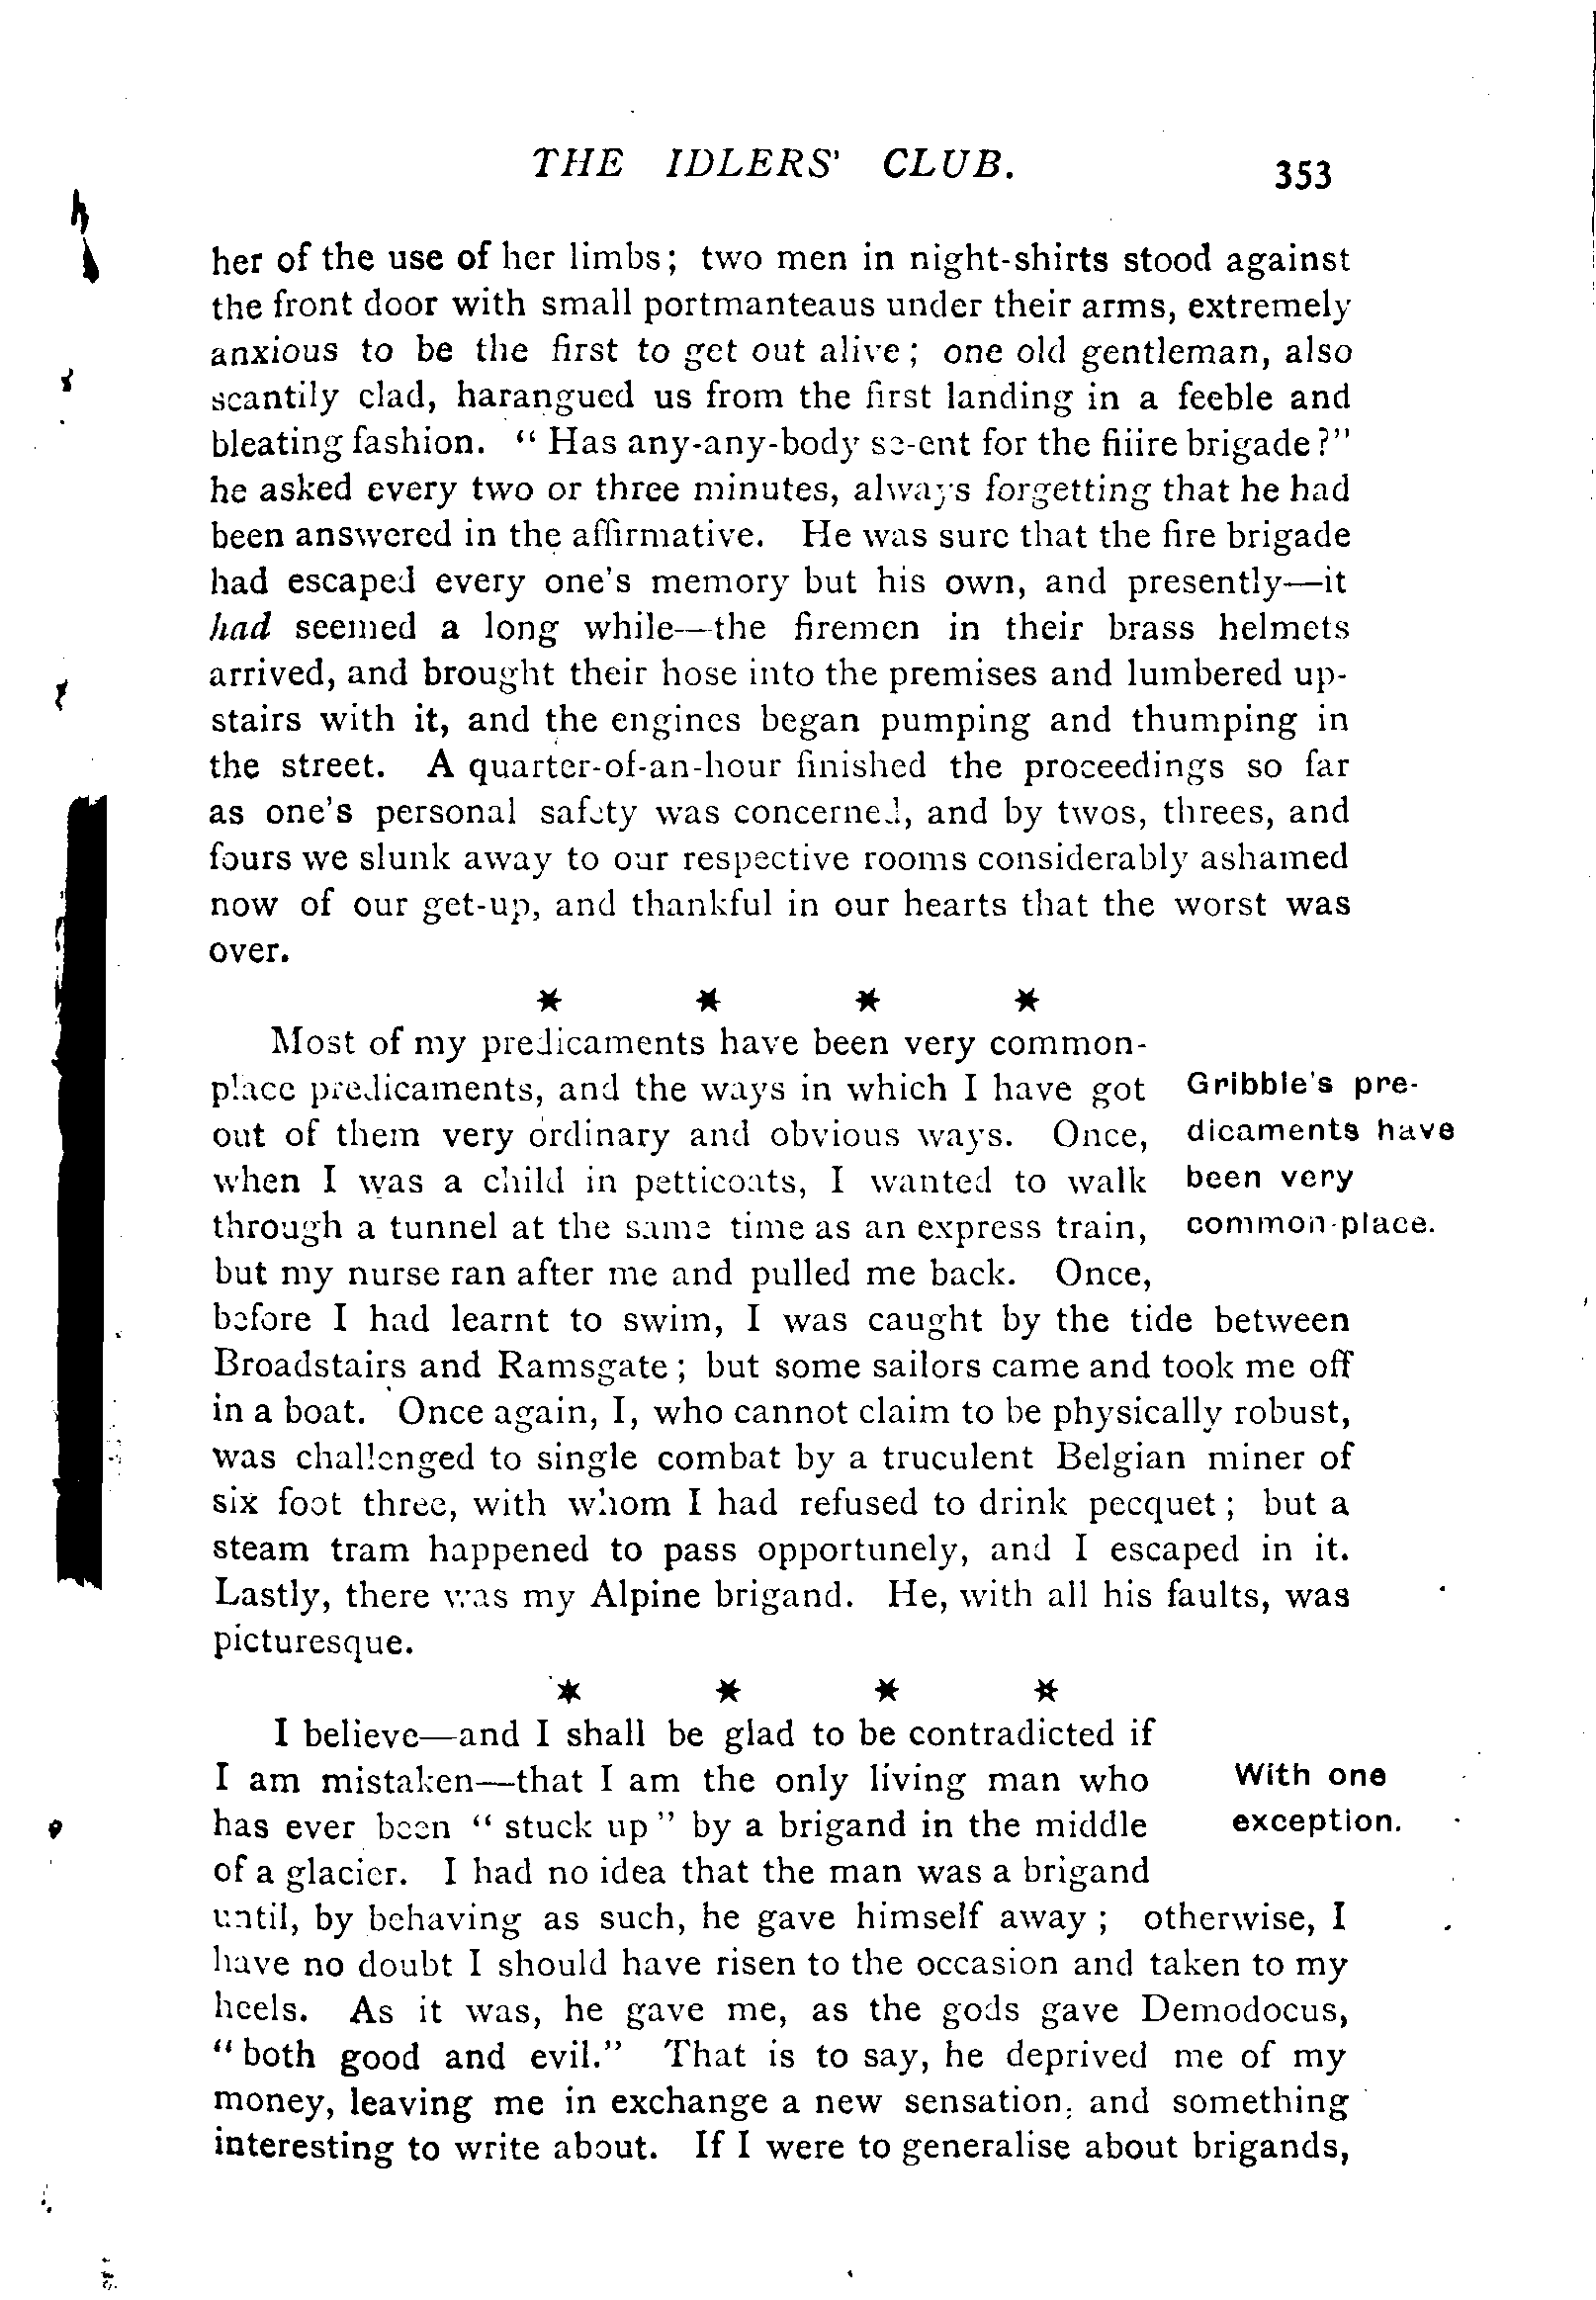 THE IDLERS' CLUB. 353
her of the use of her limbs; two men in night-shirts stood against
the front door with small portmanteaus under their arms, extremely
anxious to be the first to get out alive; one old gentleman, also
scantily clad, harangued us from the first landing in a feeble and
bleating fashion. "Has any-any-body se-ent for the fiiire brigade?"
he asked every two or three minutes, always forgetting that he had
been answered in the affirmative. He was sure that the fire brigade
had escaped every one's memory but his own, and presently—it
had seemed a long while—the firemen in their brass helmets
arrived, and brought their hose into the premises and lumbered up-
stairs with it, and the engines began pumping and thumping in
the street. A quarter-of-an-hour finished the proceedings so far
as one's personal safety was concerned, and by twos, threes, and
fours we slunk away to our respective rooms considerably ashamed
now of our get-up, and thankful in our hearts that the worst was
over.
* * * *
Most of my predicaments have been very common-
place predicaments, and the ways in which I have got
out of them very ordinary and obvious ways. Once,
when I was a child in petticoats, I wanted to walk
through a tunnel at the same time as an express train,
but my nurse ran after me and pulled me back. Once,
Gribble's pre-
dicaments have
been very
common-place.
before I had learnt to swim, I was caught by the tide between
Broadstairs and Ramsgate; but some sailors came and took me off
in a boat. Once again, I, who cannot claim to be physically robust,
was challenged to single combat by a truculent Belgian miner of
six foot three, with whom I had refused to drink pecquet; but a
steam tram happened to pass opportunely, and I escaped in it.
Lastly, there was my Alpine brigand. He, with all his faults, was
picturesque.
* * * *
I believe—and I shall be glad to be contradicted if
I am mistaken—that I am the only living man who
has ever been "stuck up" by a brigand in the middle
of a glacier. I had no idea that the man was a brigand
With one
exception.
until, by behaving as such, he gave himself away; otherwise, I
have no doubt I should have risen to the occasion and taken to my
heels. As it was, he gave me, as the gods gave Demodocus,
"both good and evil." That is to say, he deprived me of my
money, leaving me in exchange a new sensation, and something
interesting to write about. If I were to generalise about brigands,